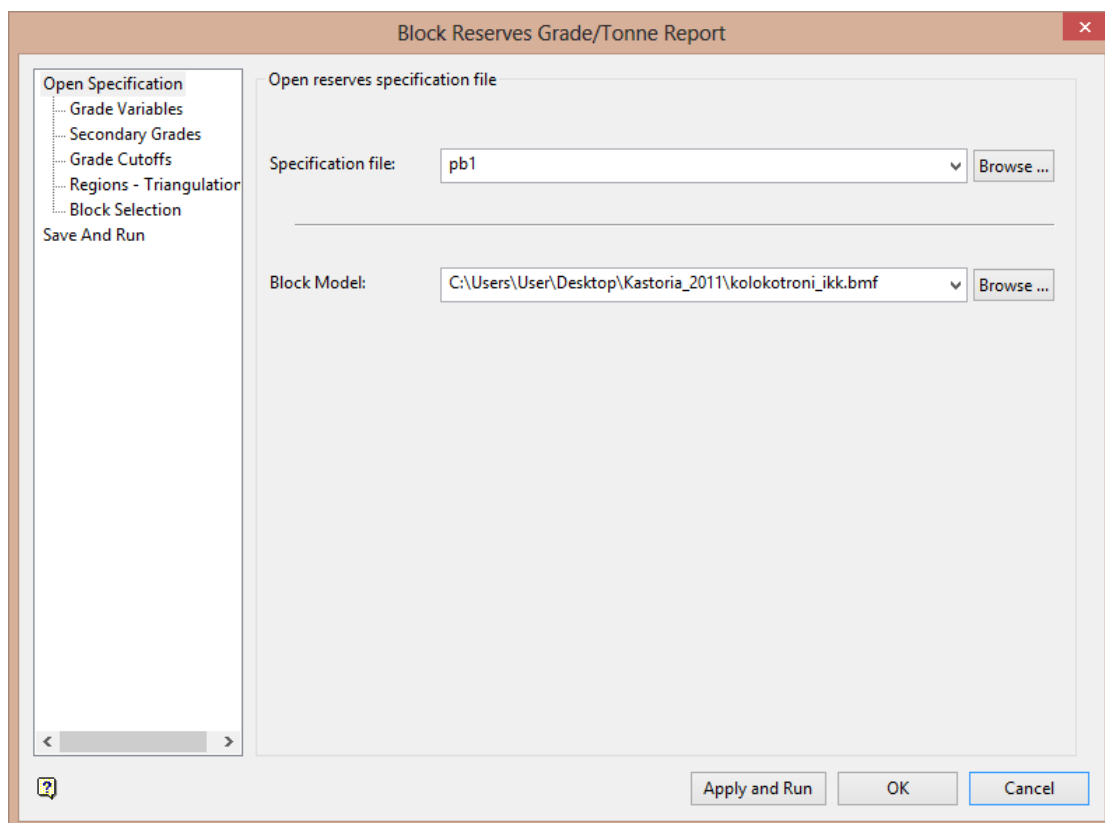 Block Reserves Grade/Tonne Report
Open Specification
Grade Variables
Secondary Grades
Grade Cutoffs
Regions - Triangulation
Block Selection
Save And Run
Open reserves specification file
Specification file:
pb1
Browse ...
Block Model:
C:\Users\User\Desktop\Kastoria_2011\kolokotroni_ikk.bmf
Browse ...
Apply and Run
OK
Cancel